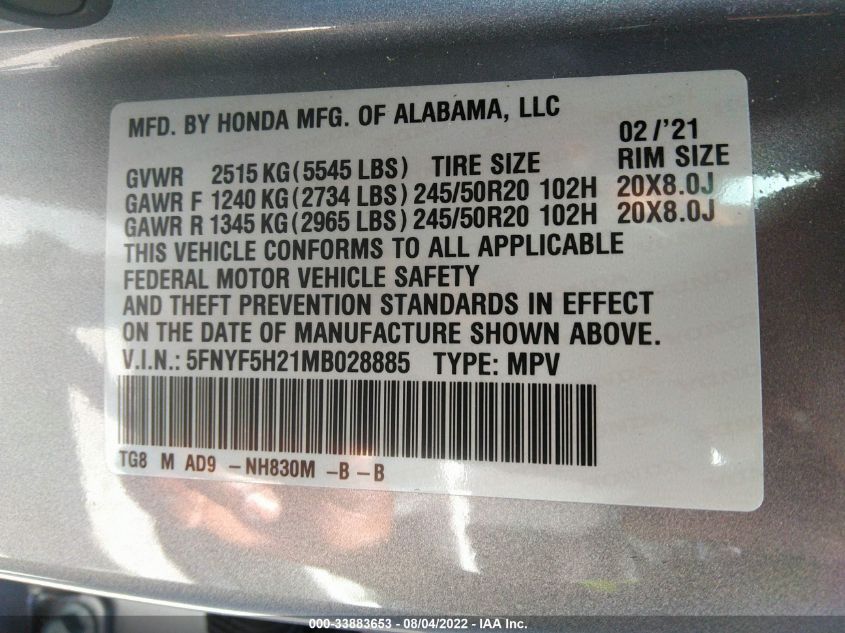 MFD. BY HONDA MFG. OF ALABAMA, LLC 02/'21
GVWR 2515 KG (5545 LBS) TIRE SIZE RIM SIZE
GAWR F 1240 KG (2734 LBS) 245/50R20 102H 20X8.0J
GAWR R 1345 KG (2965 LBS) 245/50R20 102H 20X8.0J
THIS VEHICLE CONFORMS TO ALL APPLICABLE
FEDERAL MOTOR VEHICLE SAFETY
AND THEFT PREVENTION STANDARDS IN EFFECT
ON THE DATE OF MANUFACTURE SHOWN ABOVE.
V.I.N.: 5FNYF5H21MB028885 TYPE: MPV
TG8 M AD9 -NH830M -B -B
000-33883653 - 08/04/2022 - IAA Inc.